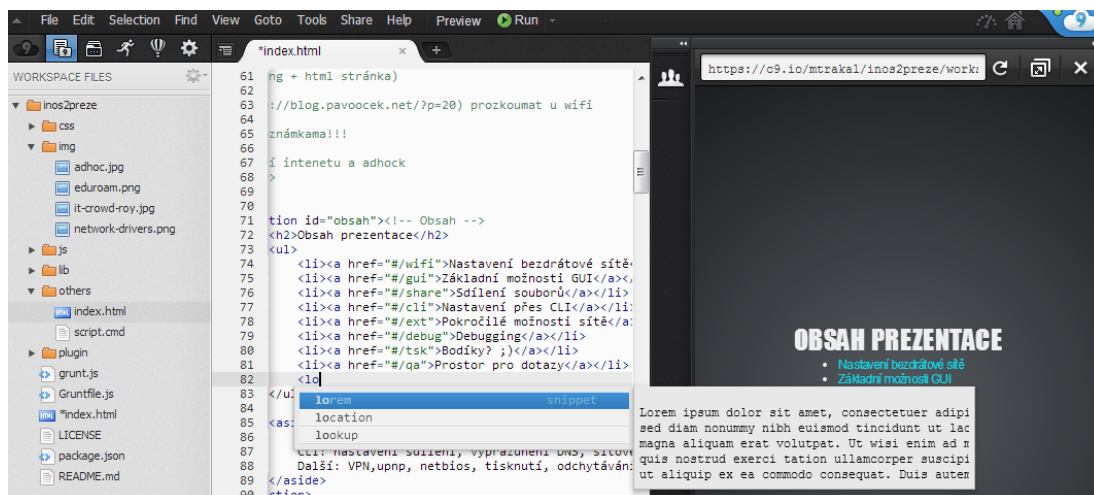 File Edit Selection Find View Goto Tools Share Help Preview Run
*index.html
https://c9.io/mtrakal/inos2preze/works
WORKSPACE FILES
inos2preze
css
img
adhoc.jpg
eduroam.png
it-crowd-roy.jpg
network-drivers.png
js
lib
others
index.html
script.cmd
plugin
grunt.js
Gruntfile.js
*index.html
LICENSE
package.json
README.md
61 ng + html stránka)
62
63 ://blog.pavoocek.net/?p=20) prozkoumat u wifi
64
65 známkama!!!
66
67 í intenetu a adhock
68 >
69
70
71 tion id="obsah"><!-- Obsah -->
72 <h2>Obsah prezentace</h2>
73 <ul>
74 <li><a href="#/wifi">Nastavení bezdrátové sítě<
75 <li><a href="#/gui">Základní možnosti GUI</a><
76 <li><a href="#/share">Sdílení souborů</a></li>
77 <li><a href="#/cli">Nastavení přes CLI</a></li>
78 <li><a href="#/ext">Pokročilé možnosti sítě</a>
79 <li><a href="#/debug">Debugging</a></li>
80 <li><a href="#/tsk">Bodíky? ;)</a></li>
81 <li><a href="#/qa">Prostor pro dotazy</a></li>
82 <lo
83 </ul
84
85 <asi
86
87 CLI: nastavení sdílení, vyprázdnění DNS, síťové
88 Další: VPN,upnp, netbios, tisknutí, odchytáván
89 </aside>
90 ction>
lorem snippet
location
lookup
Lorem ipsum dolor sit amet, consectetuer adipi
sed diam nonummy nibh euismod tincidunt ut lac
magna aliquam erat volutpat. Ut wisi enim ad m
quis nostrud exerci tation ullamcorper suscipi
ut aliquip ex ea commodo consequat. Duis autem
OBSAH PREZENTACE
Nastavení bezdrátové sítě
Základní možnosti GUI